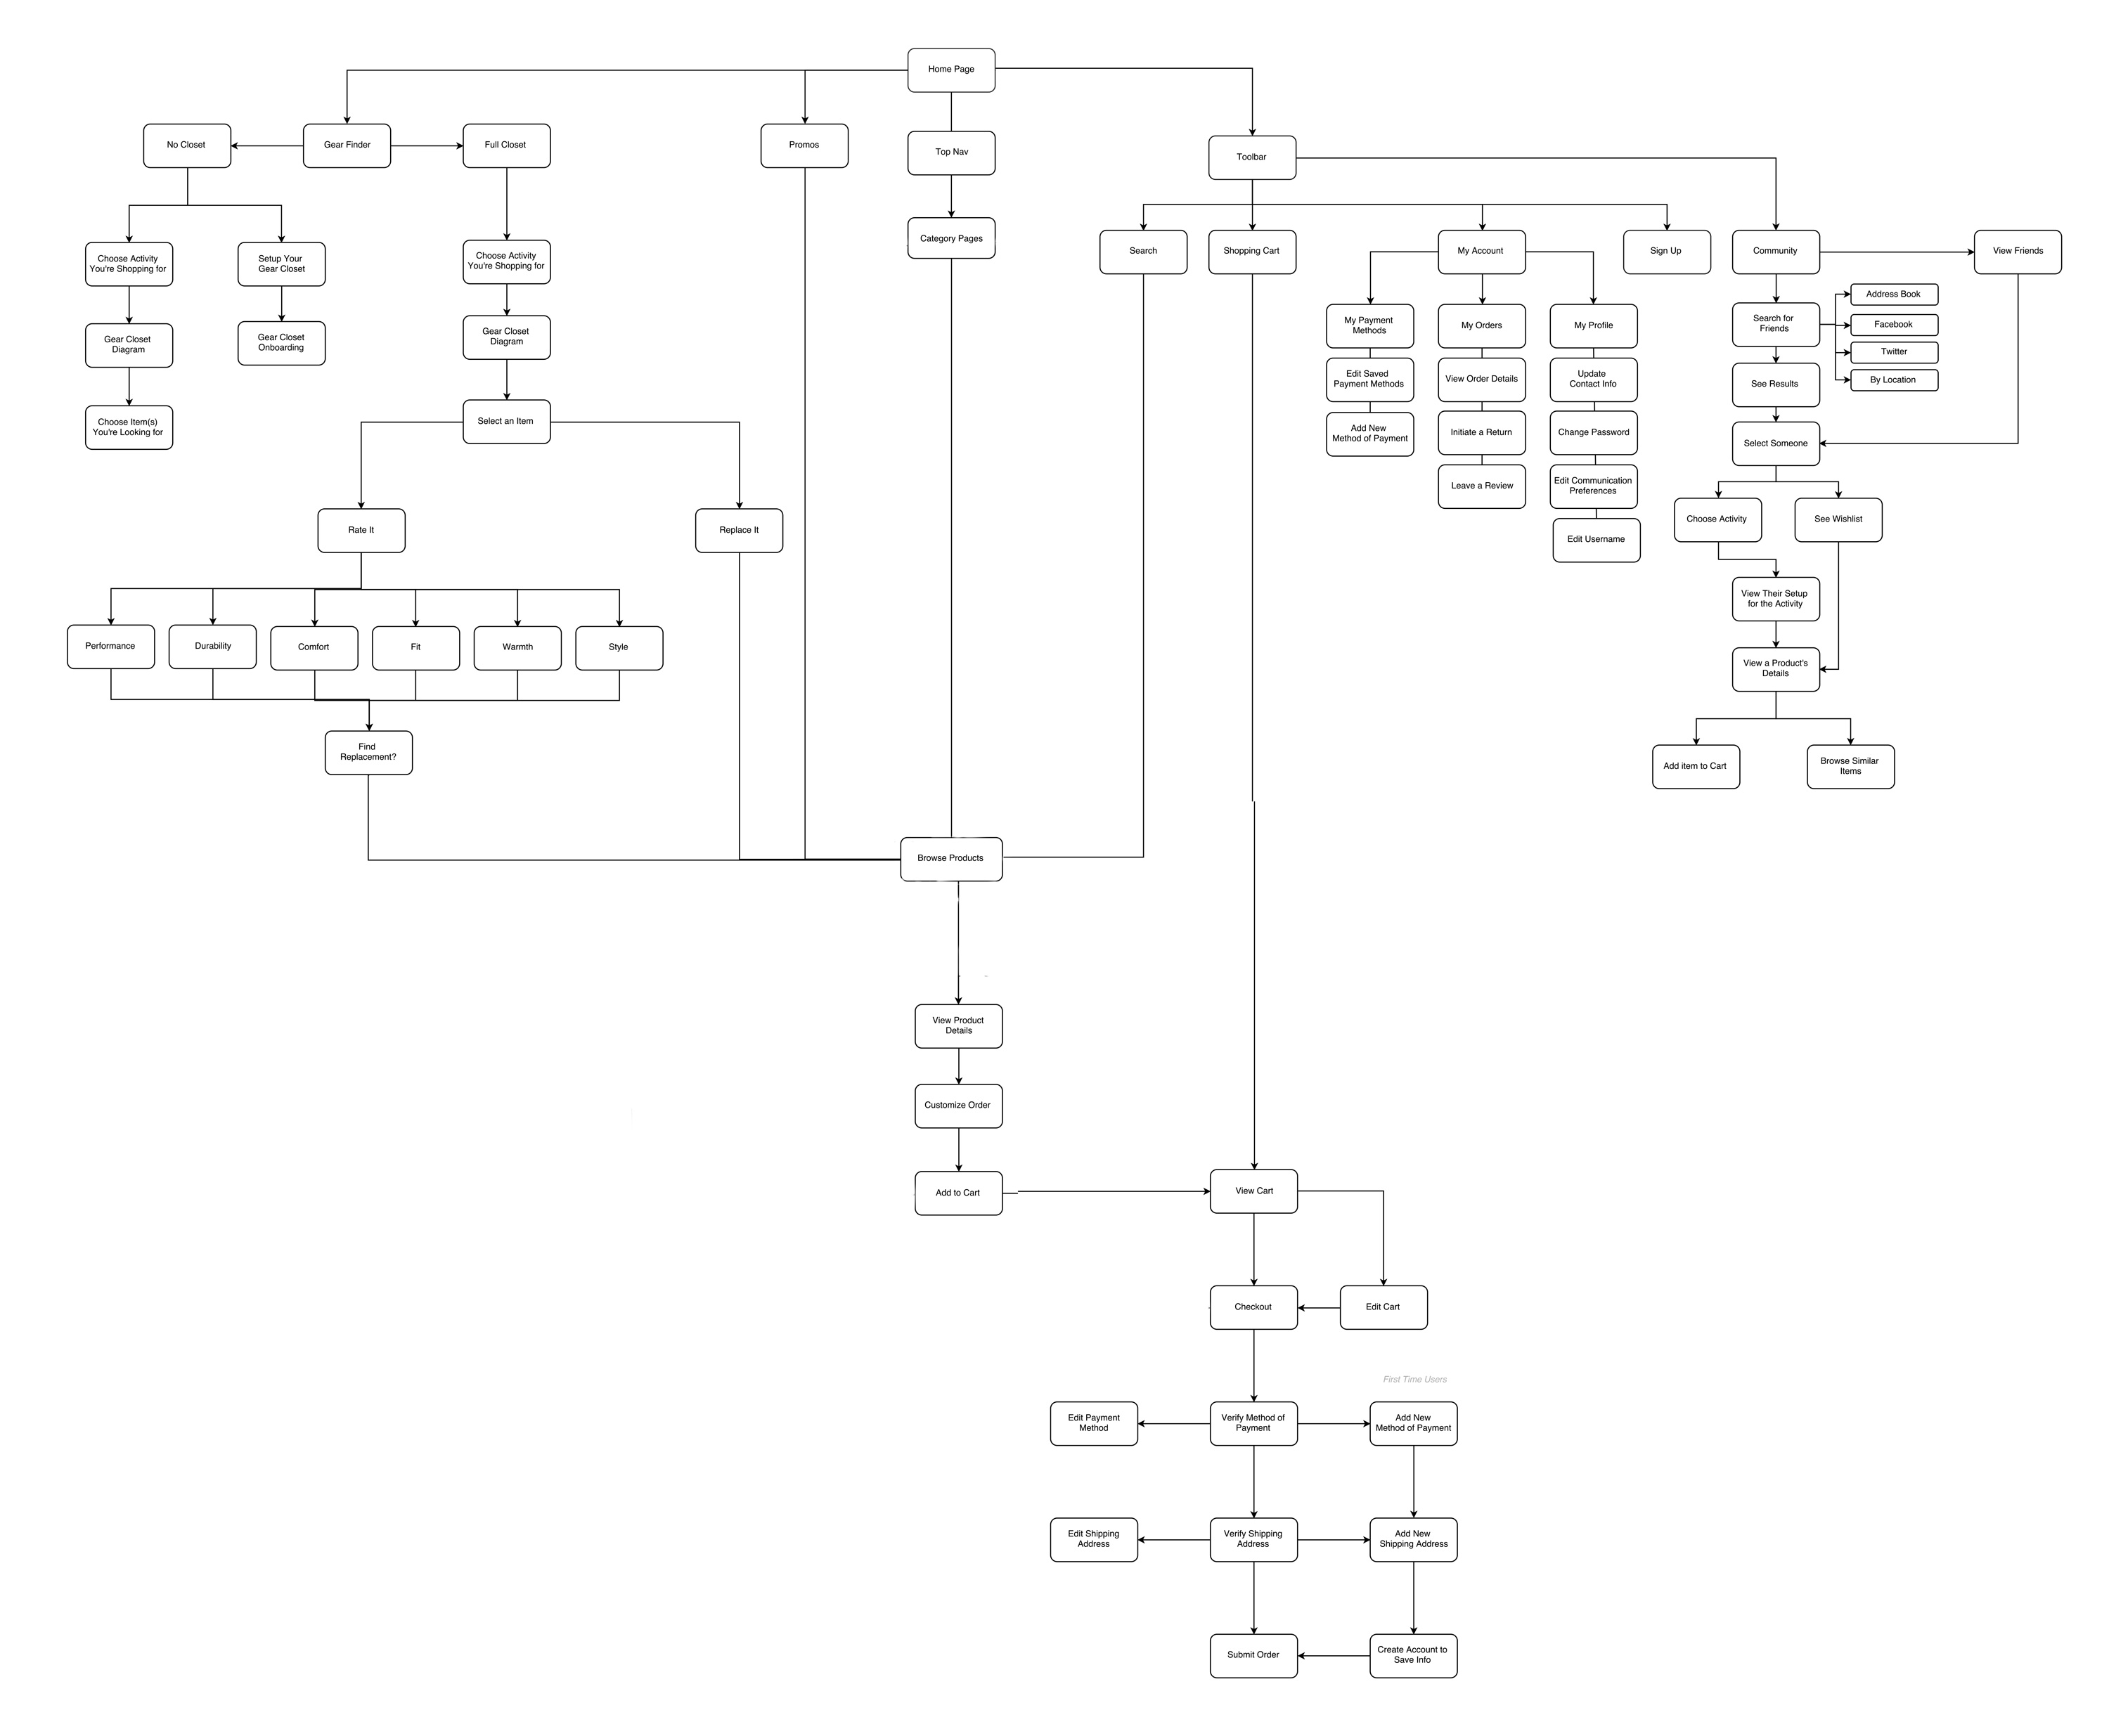 Home Page
No Closet
Gear Finder
Full Closet
Promos
Top Nav
Toolbar
Category Pages
Search
Shopping Cart
My Account
Sign Up
Community
View Friends
Choose Activity
You're Shopping for
Setup Your
Gear Closet
Choose Activity
You're Shopping for
Gear Closet
Diagram
Gear Closet
Onboarding
Gear Closet
Diagram
Choose Item(s)
You're Looking for
Select an Item
My Payment
Methods
My Orders
My Profile
Search for
Friends
Address Book
Facebook
Twitter
By Location
Edit Saved
Payment Methods
View Order Details
Update
Contact Info
See Results
Add New
Method of Payment
Initiate a Return
Change Password
Select Someone
Leave a Review
Edit Communication
Preferences
Edit Username
Choose Activity
See Wishlist
Rate It
Replace It
View Their Setup
for the Activity
Performance
Durability
Comfort
Fit
Warmth
Style
View a Product's
Details
Find
Replacement?
Add item to Cart
Browse Similar
Items
Browse Products
View Product
Details
Customize Order
Add to Cart
View Cart
Checkout
Edit Cart
First Time Users
Edit Payment
Method
Verify Method of
Payment
Add New
Method of Payment
Edit Shipping
Address
Verify Shipping
Address
Add New
Shipping Address
Submit Order
Create Account to
Save Info